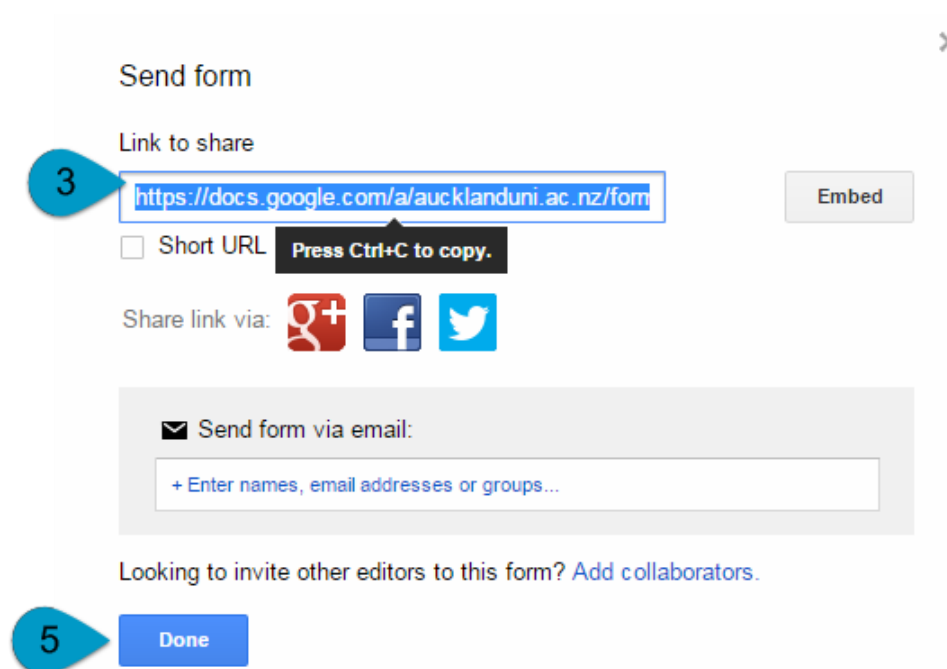 Send form
Link to share
3
https://docs.google.com/a/aucklanduni.ac.nz/form
Embed
Short URL
Press Ctrl+C to copy.
Share link via:
g+
f
Send form via email:
+ Enter names, email addresses or groups...
Looking to invite other editors to this form? Add collaborators.
5
Done